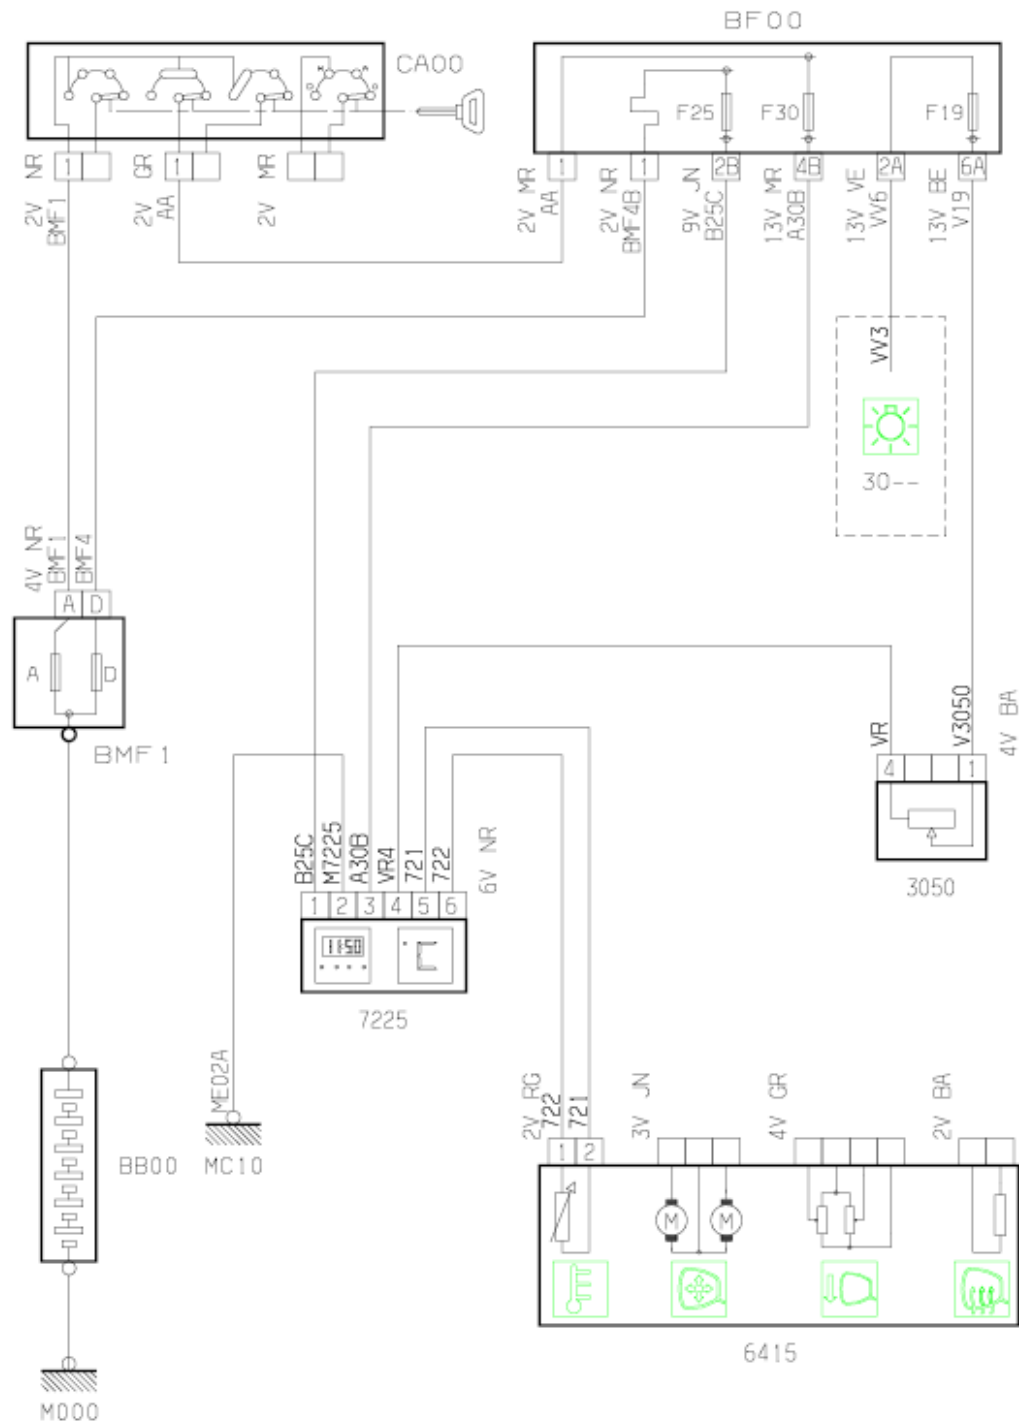 BF00
CA00
H A
O D
F25
F30
F19
1
1
1
1
2B
4B
2A
6A
2V NR
BMF1
2V GR
AA
2V MR
2V MR
AA
2V NR
BMF4B
9V JN
B25C
13V MR
A30B
13V VE
VV6
13V BE
V19
VV3
30--
4V NR
BMF1
BMF4
A D
A
D
BMF1
VR
V3050
4V BA
4
1
3050
B25C
M7225
A30B
VR4
721
722
6V NR
1 2 3 4 5 6
11:50
°C
7225
ME02A
MC10
BB00
M000
2V RG
722
721
3V JN
4V GR
2V BA
1 2
M
M
6415